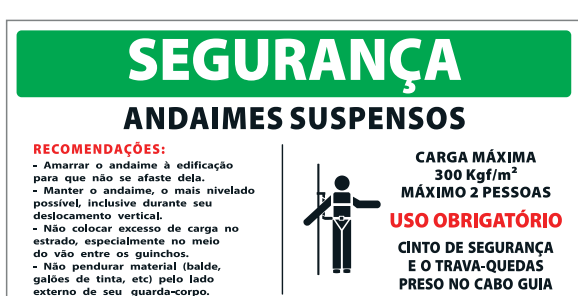 SEGURANÇA
ANDAIMES SUSPENSOS
RECOMENDAÇÕES:
- Amarrar o andaime à edificação
para que não se afaste dela.
- Manter o andaime, o mais nivelado
possível, inclusive durante seu
deslocamento vertical.
- Não colocar excesso de carga no
estrado, especialmente no meio
do vão entre os guinchos.
- Não pendurar material (balde,
galões de tinta, etc) pelo lado
externo de seu guarda-corpo.
CARGA MÁXIMA
300 Kgf/m²
MÁXIMO 2 PESSOAS
USO OBRIGATÓRIO
CINTO DE SEGURANÇA
E O TRAVA-QUEDAS
PRESO NO CABO GUIA